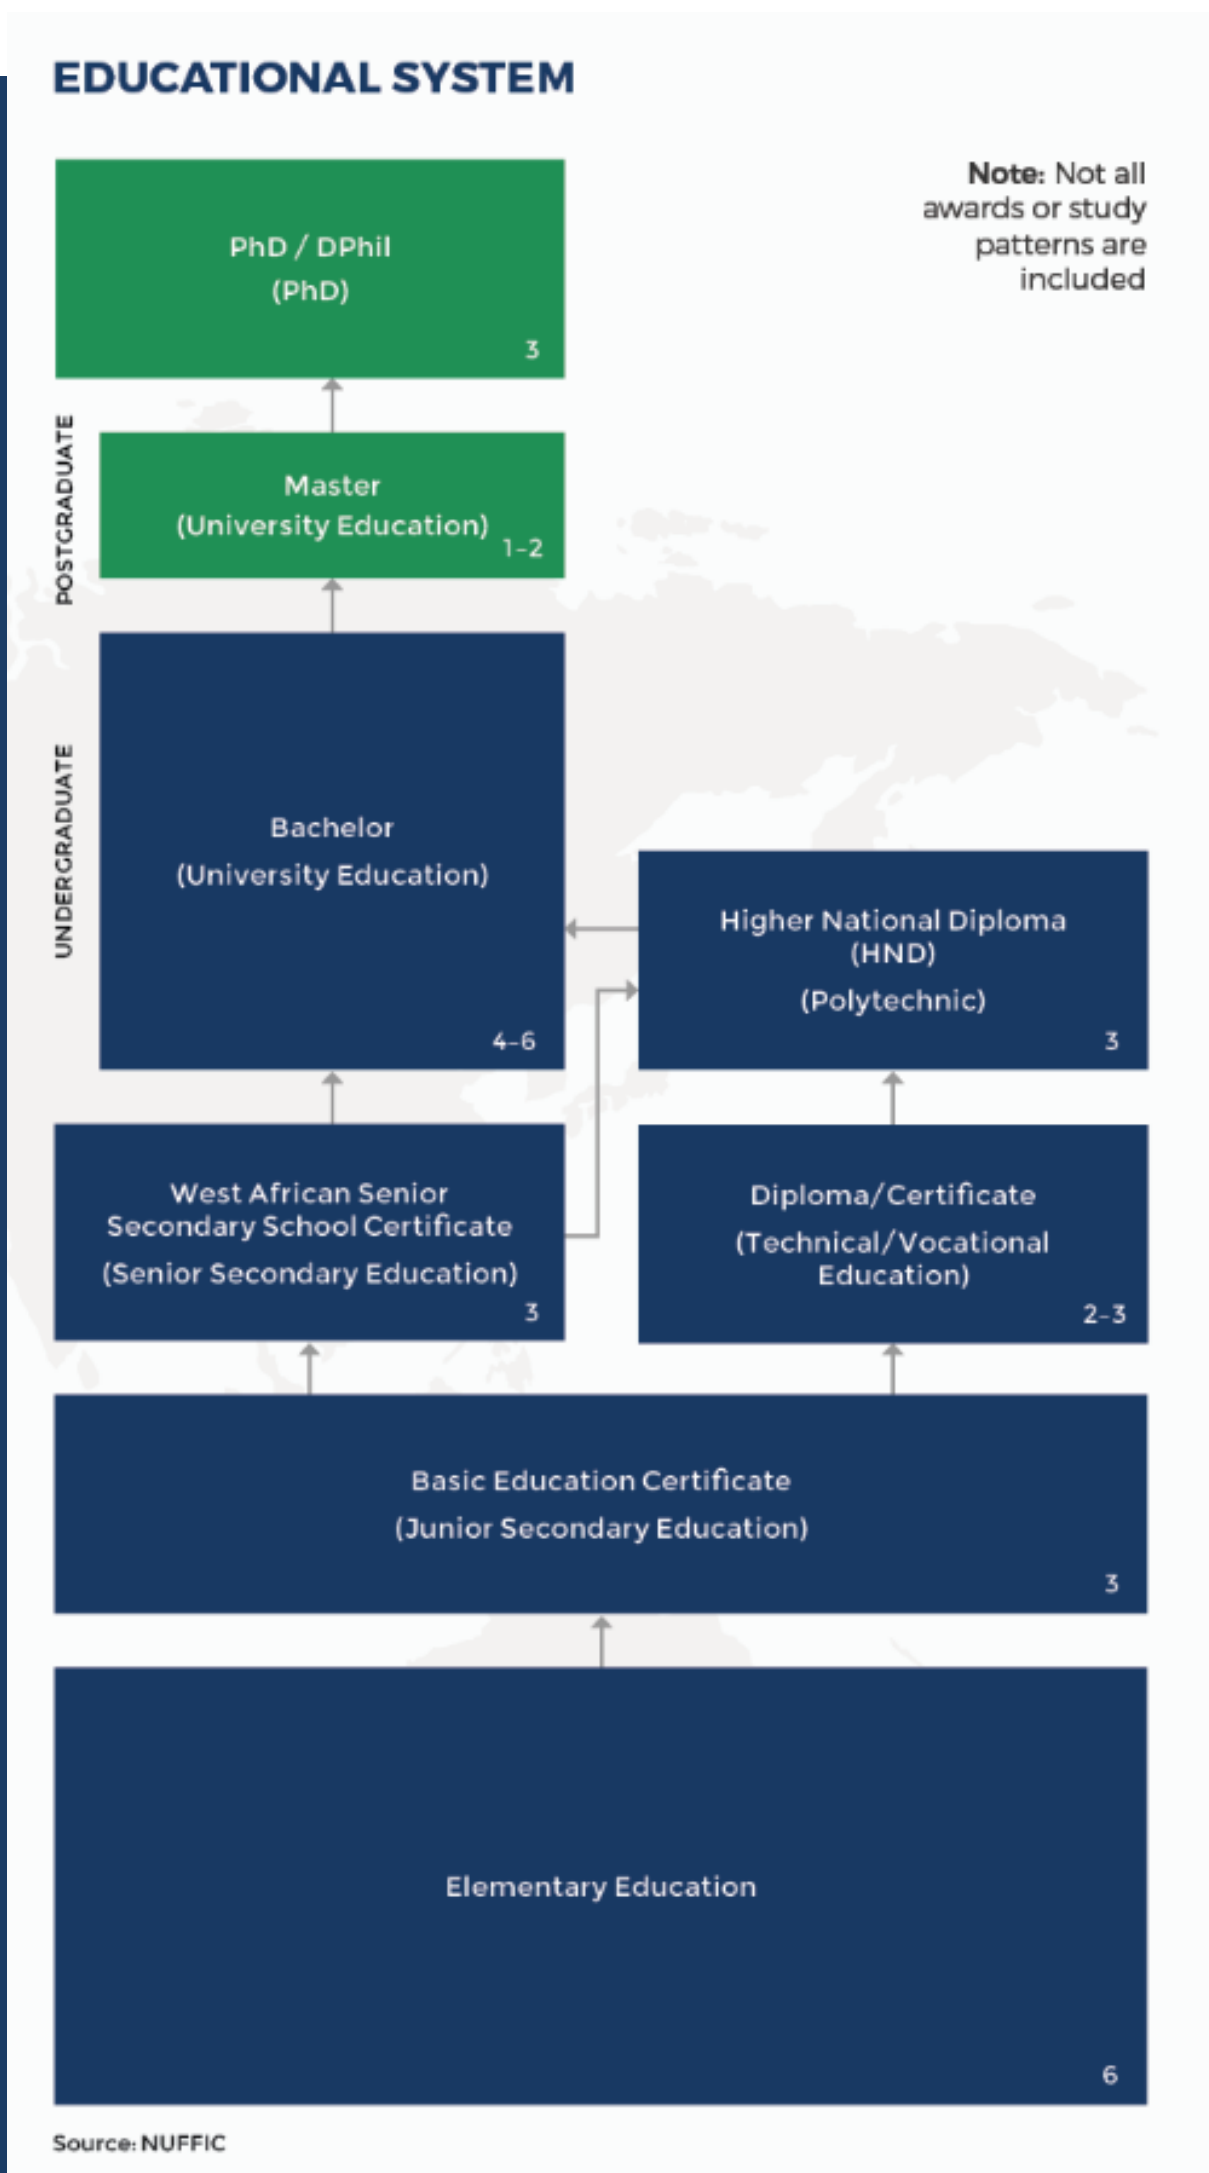 EDUCATIONAL SYSTEM
Note: Not all
awards or study
patterns are
included
PhD / DPhil
(PhD)
3
POSTGRADUATE
Master
(University Education)
1-2
UNDERGRADUATE
Bachelor
(University Education)
4-6
Higher National Diploma
(HND)
(Polytechnic)
3
West African Senior
Secondary School Certificate
(Senior Secondary Education)
3
Diploma/Certificate
(Technical/Vocational
Education)
2-3
Basic Education Certificate
(Junior Secondary Education)
3
Elementary Education
6
Source: NUFFIC